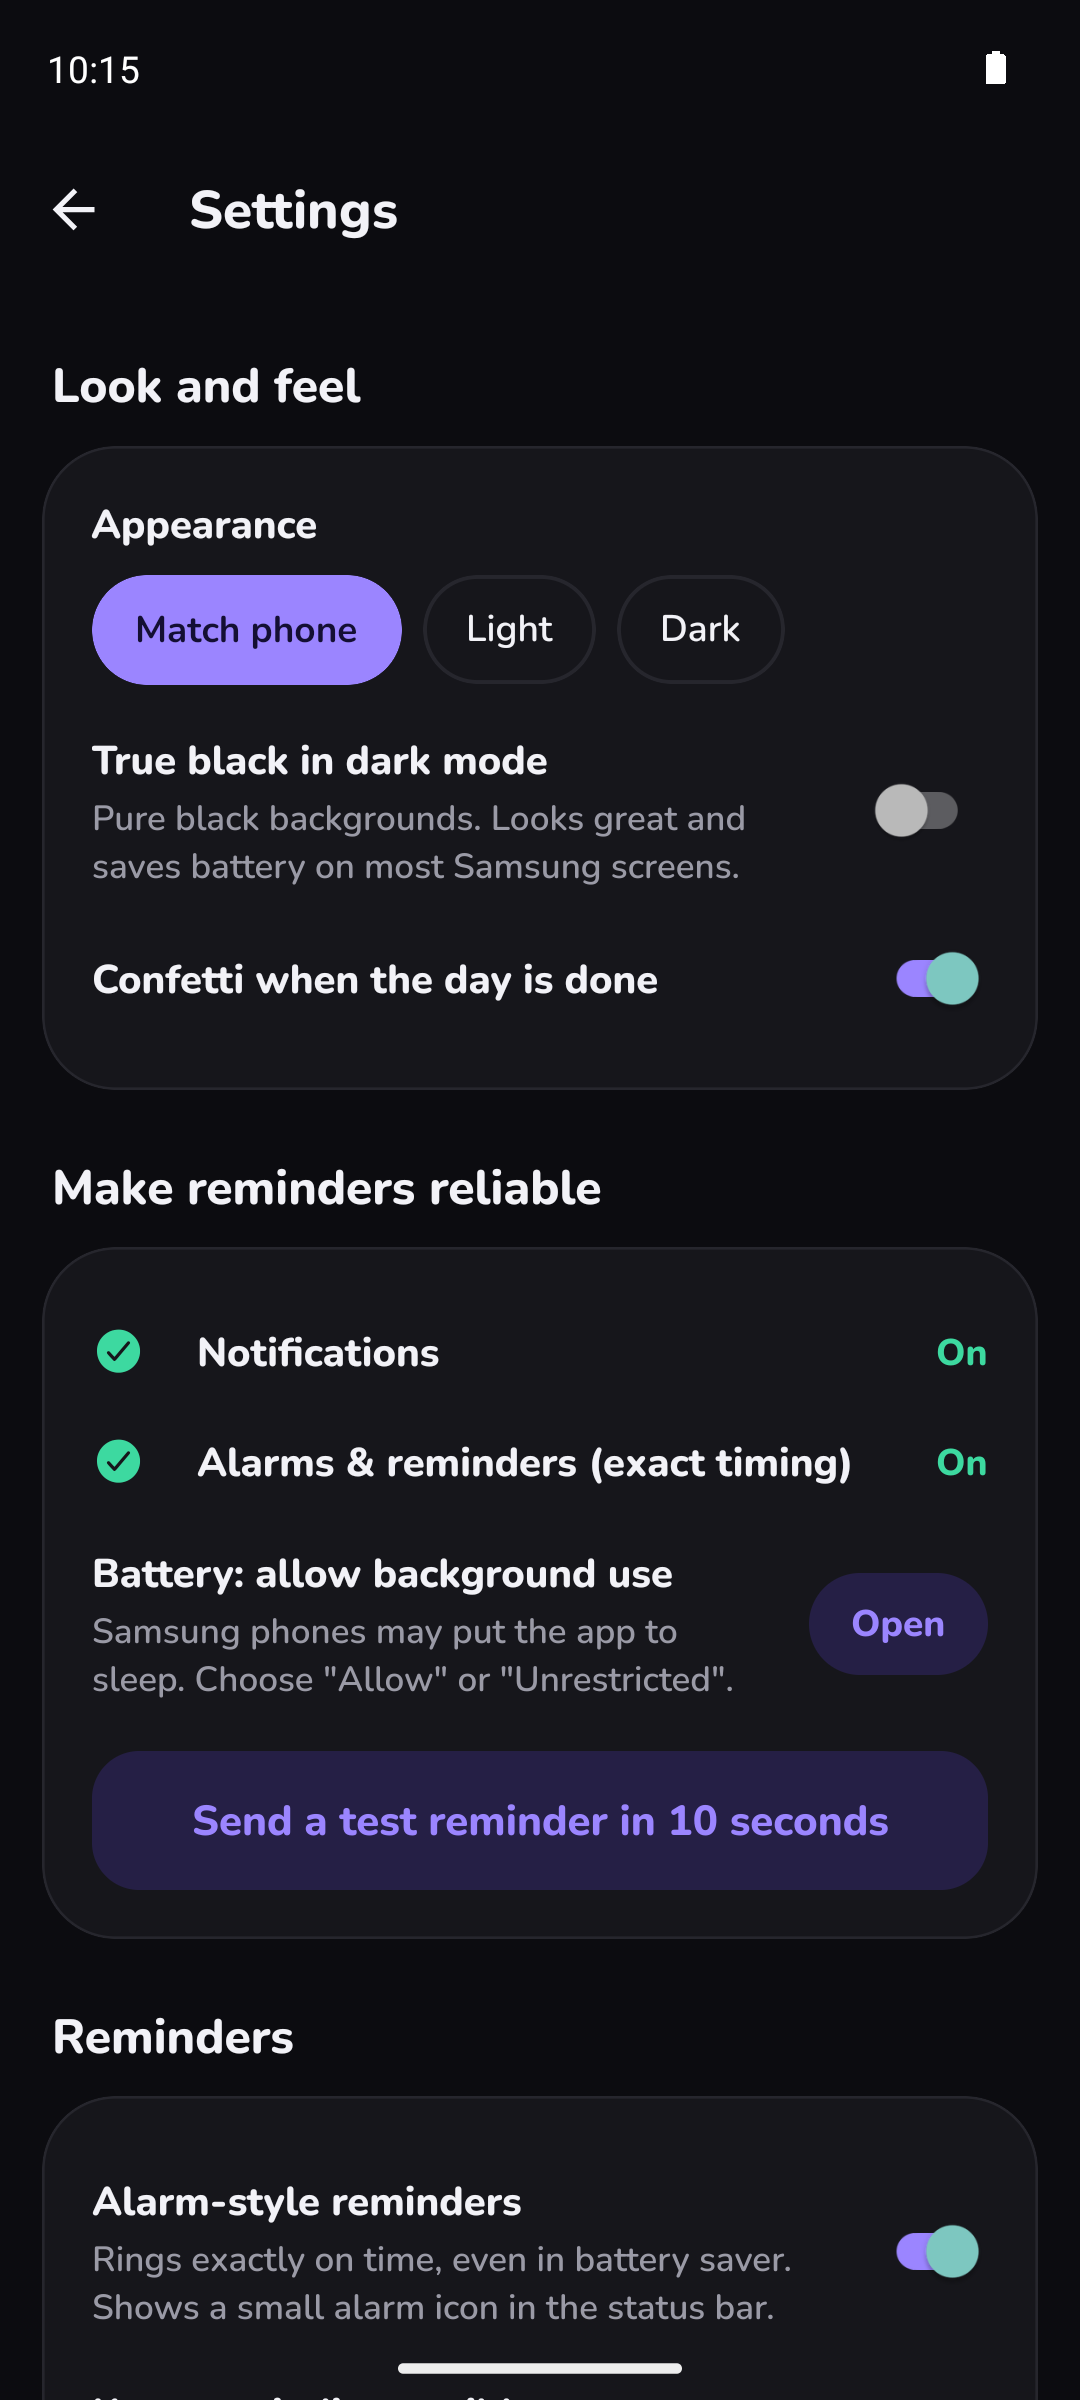 10:15
Settings
Look and feel
Appearance
Match phone
Light
Dark
True black in dark mode
Pure black backgrounds. Looks great and
saves battery on most Samsung screens.
Confetti when the day is done
Make reminders reliable
Notifications
On
Alarms & reminders (exact timing)
On
Battery: allow background use
Samsung phones may put the app to
sleep. Choose "Allow" or "Unrestricted".
Open
Send a test reminder in 10 seconds
Reminders
Alarm-style reminders
Rings exactly on time, even in battery saver.
Shows a small alarm icon in the status bar.